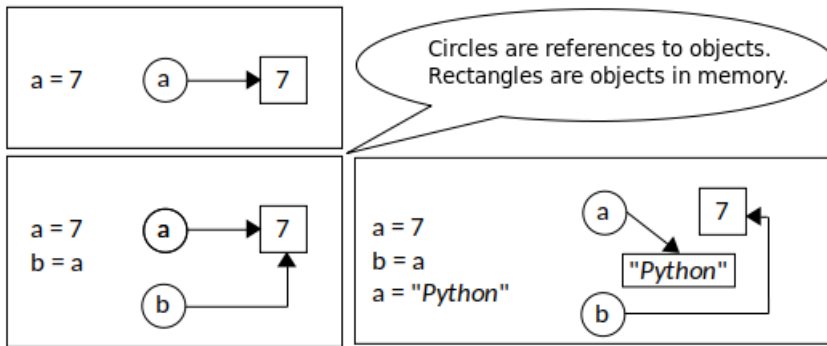 a = 7
a
7
Circles are references to objects.
Rectangles are objects in memory.
a = 7
b = a
a
7
b
a = 7
b = a
a = "Python"
a
7
"Python"
b